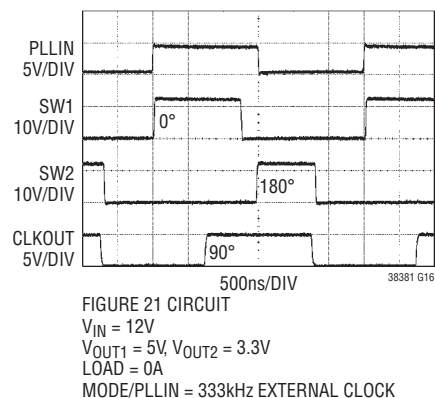 PLLIN
5V/DIV
SW1
10V/DIV
0°
SW2
10V/DIV
180°
CLKOUT
5V/DIV
90°
500ns/DIV
38381 G16
FIGURE 21 CIRCUIT
VIN = 12V
VOUT1 = 5V, VOUT2 = 3.3V
LOAD = 0A
MODE/PLLIN = 333kHz EXTERNAL CLOCK